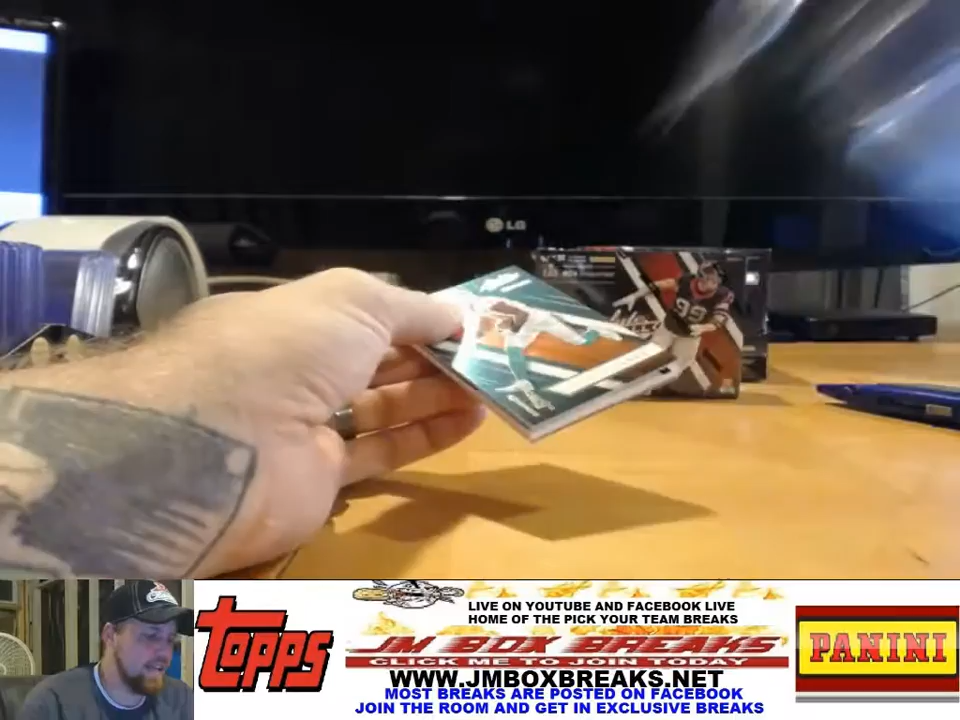 LG
99
LIVE ON YOUTUBE AND FACEBOOK LIVE
HOME OF THE PICK YOUR TEAM BREAKS
JM BOX BREAKS
CLICK ME TO JOIN TODAY
WWW.JMBOXBREAKS.NET
MOST BREAKS ARE POSTED ON FACEBOOK
JOIN THE ROOM AND GET IN EXCLUSIVE BREAKS
TOPPS
PANINI